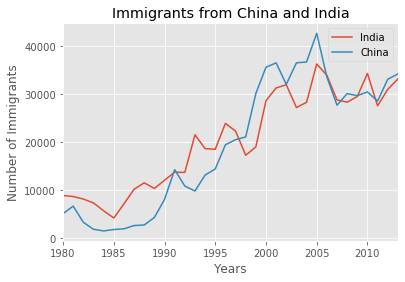 Immigrants from China and India
India
China
Number of Immigrants
40000
30000
20000
10000
0
1980 1985 1990 1995 2000 2005 2010
Years